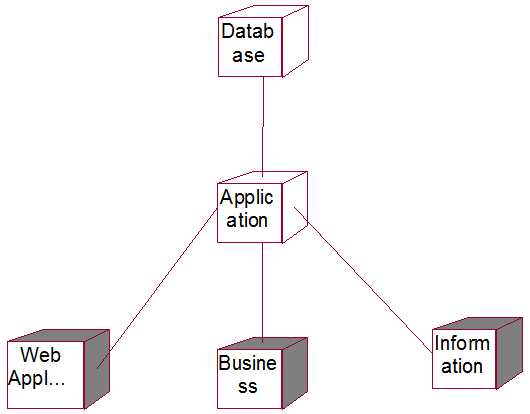 Datab
ase
Applic
ation
Web
Appl...
Busine
ss
Inform
ation